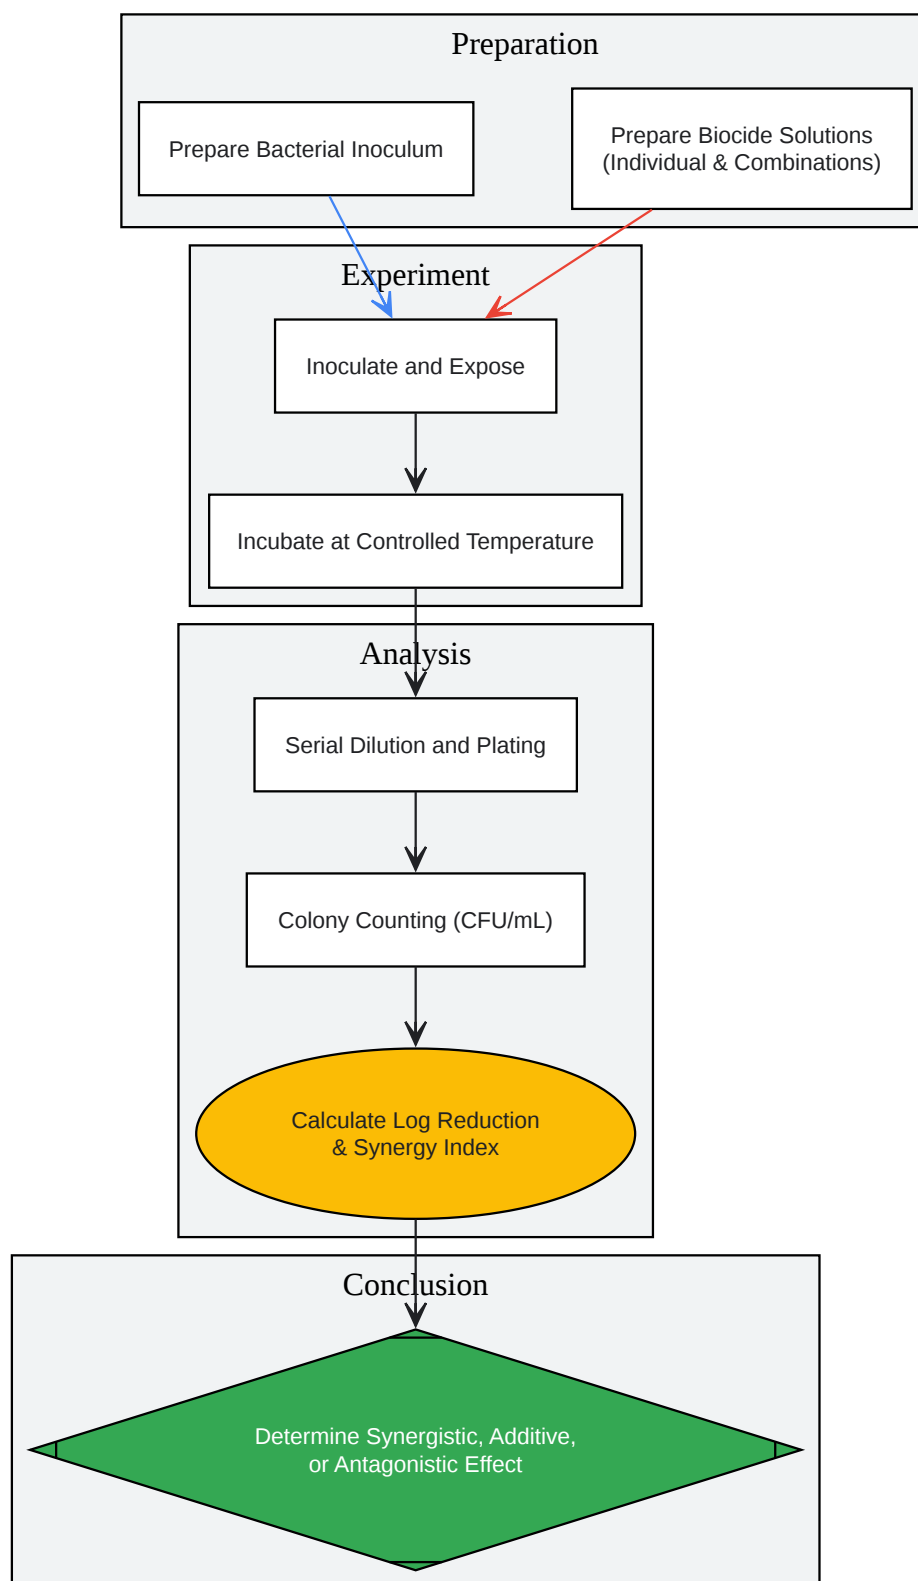 Preparation
Prepare Bacterial Inoculum
Prepare Biocide Solutions
(Individual & Combinations)
Experiment
Inoculate and Expose
Incubate at Controlled Temperature
Analysis
Serial Dilution and Plating
Colony Counting (CFU/mL)
Calculate Log Reduction
& Synergy Index
Conclusion
Determine Synergistic, Additive,
or Antagonistic Effect